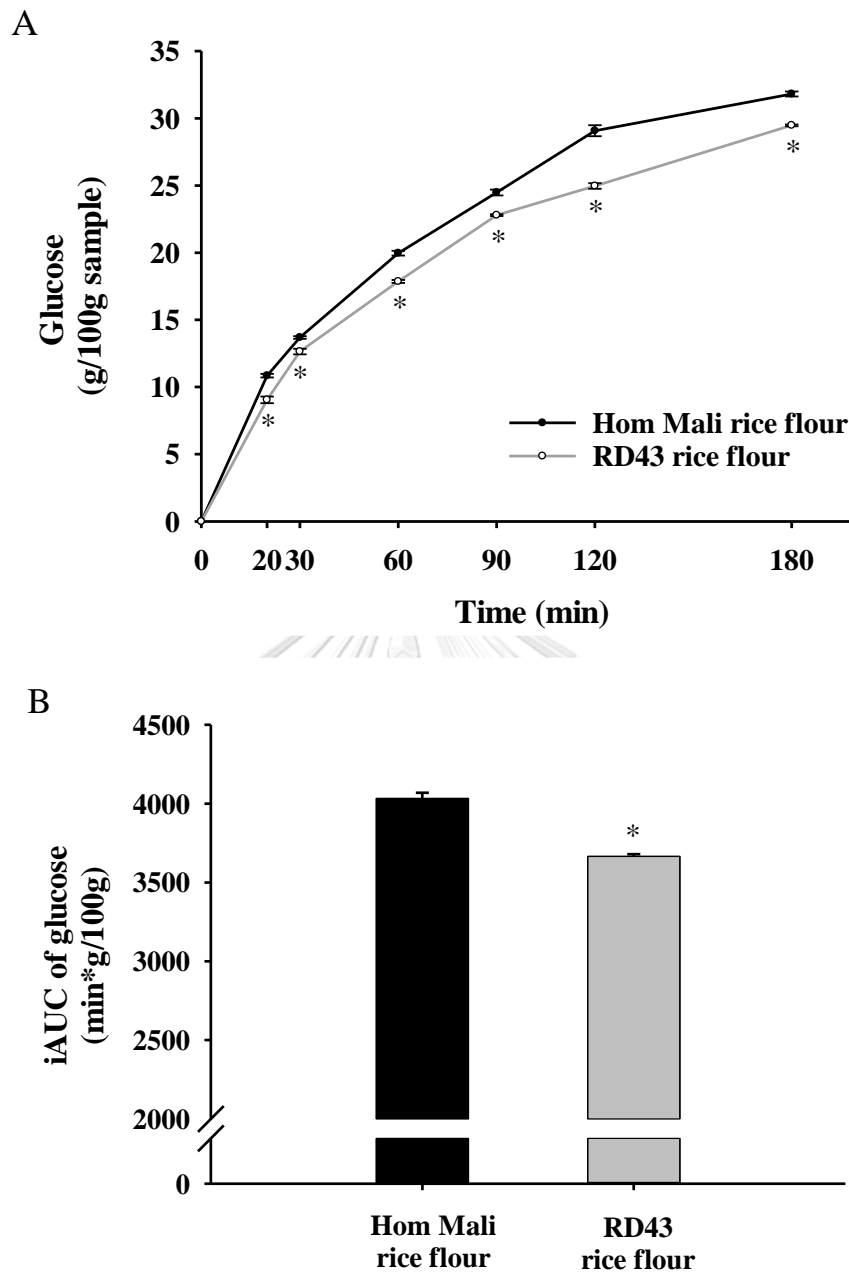 A
35
30
25
20
15
10
5
0
Glucose
(g/100g sample)
* * * * * *
Hom Mali rice flour
RD43 rice flour
0 20 30 60 90 120 180
Time (min)
B
4500
4000
3500
3000
2500
2000
0
iAUC of glucose
(min*g/100g)
*
Hom Mali
rice flour
RD43
rice flour